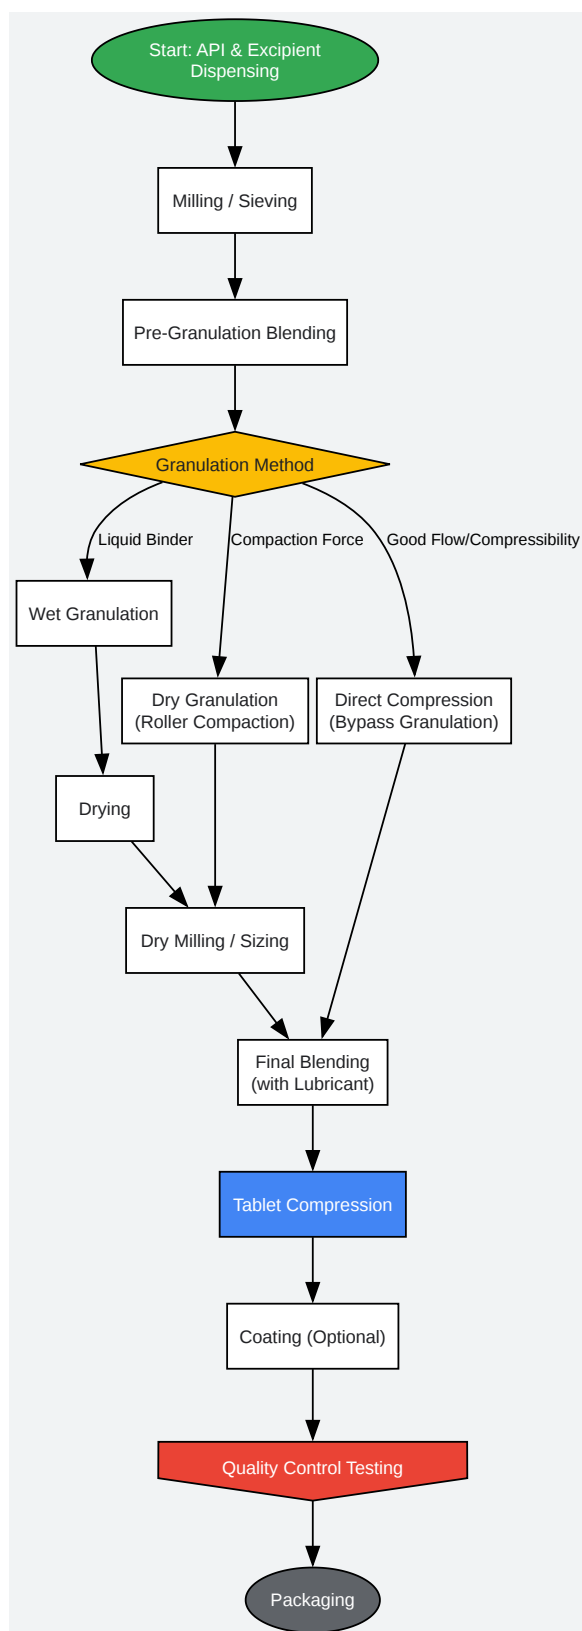 Start: API & Excipient
Dispensing
Milling / Sieving
Pre-Granulation Blending
Granulation Method
Liquid Binder
Compaction Force
Good Flow/Compressibility
Wet Granulation
Dry Granulation
(Roller Compaction)
Direct Compression
(Bypass Granulation)
Drying
Dry Milling / Sizing
Final Blending
(with Lubricant)
Tablet Compression
Coating (Optional)
Quality Control Testing
Packaging